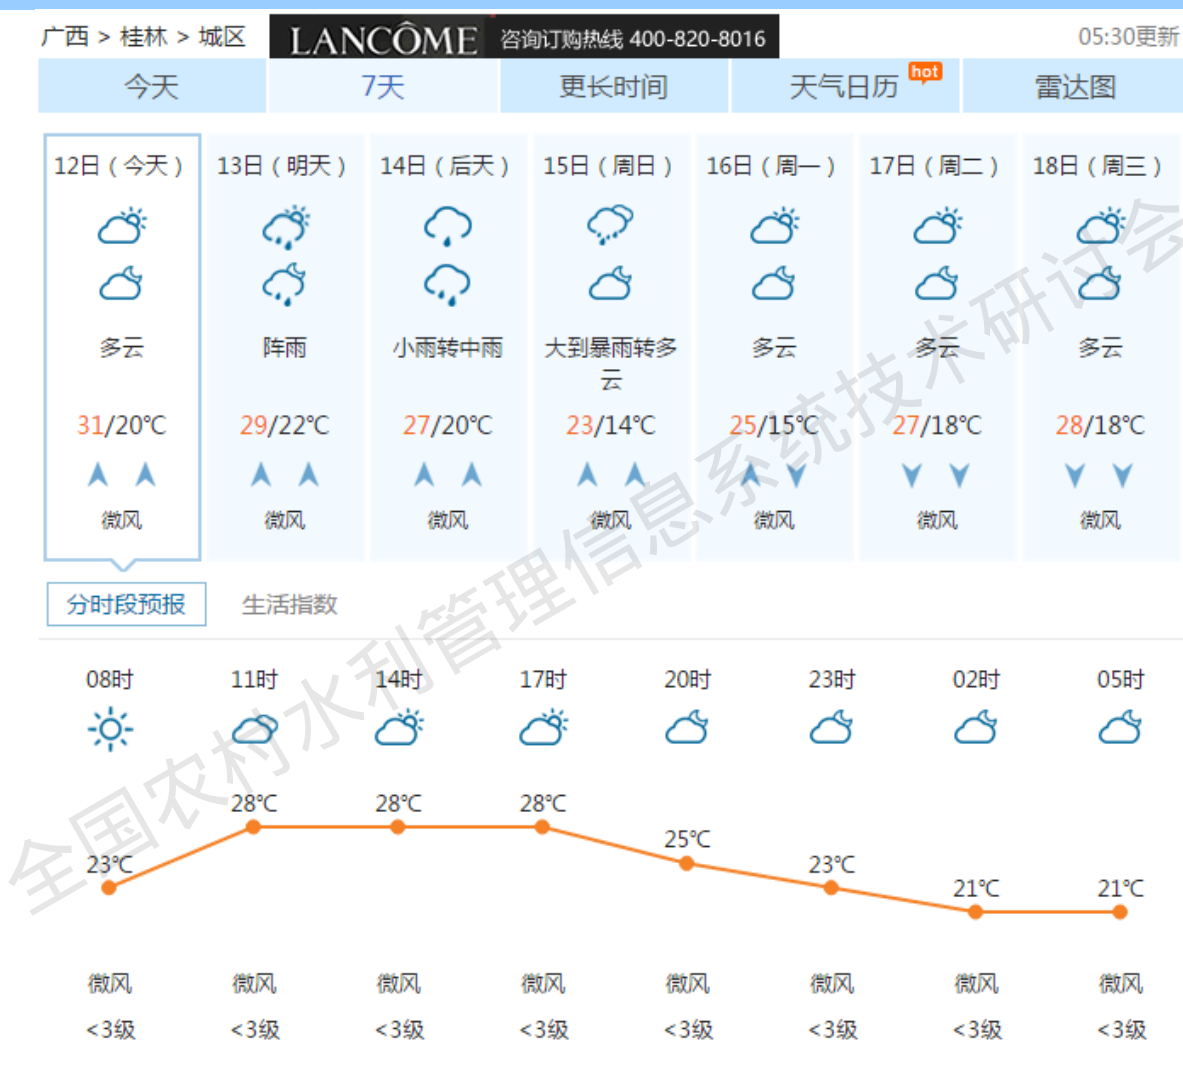 广西 > 桂林 > 城区
LANCÔME 咨询订购热线 400-820-8016
05:30更新
今天 7天 更长时间 天气日历 hot 雷达图
12日（今天） 13日（明天） 14日（后天） 15日（周日） 16日（周一） 17日（周二） 18日（周三）
多云 阵雨 小雨转中雨 大到暴雨转多 多云 多云 多云
云
31/20℃ 29/22℃ 27/20℃ 23/14℃ 25/15℃ 27/18℃ 28/18℃
微风 微风 微风 微风 微风 微风 微风
分时段预报 生活指数
08时 11时 14时 17时 20时 23时 02时 05时
23℃ 28℃ 28℃ 28℃ 25℃ 23℃ 21℃ 21℃
微风 微风 微风 微风 微风 微风 微风 微风
<3级 <3级 <3级 <3级 <3级 <3级 <3级 <3级
全国农村水利管理信息系统技术研讨会